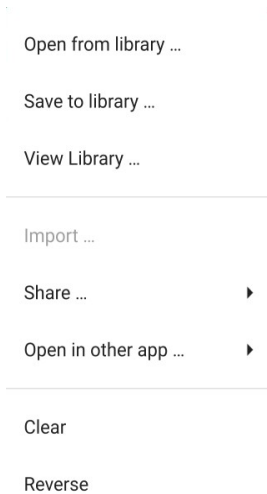 Open from library ...
Save to library ...
View Library ...
Import ...
Share ...
Open in other app ...
Clear
Reverse